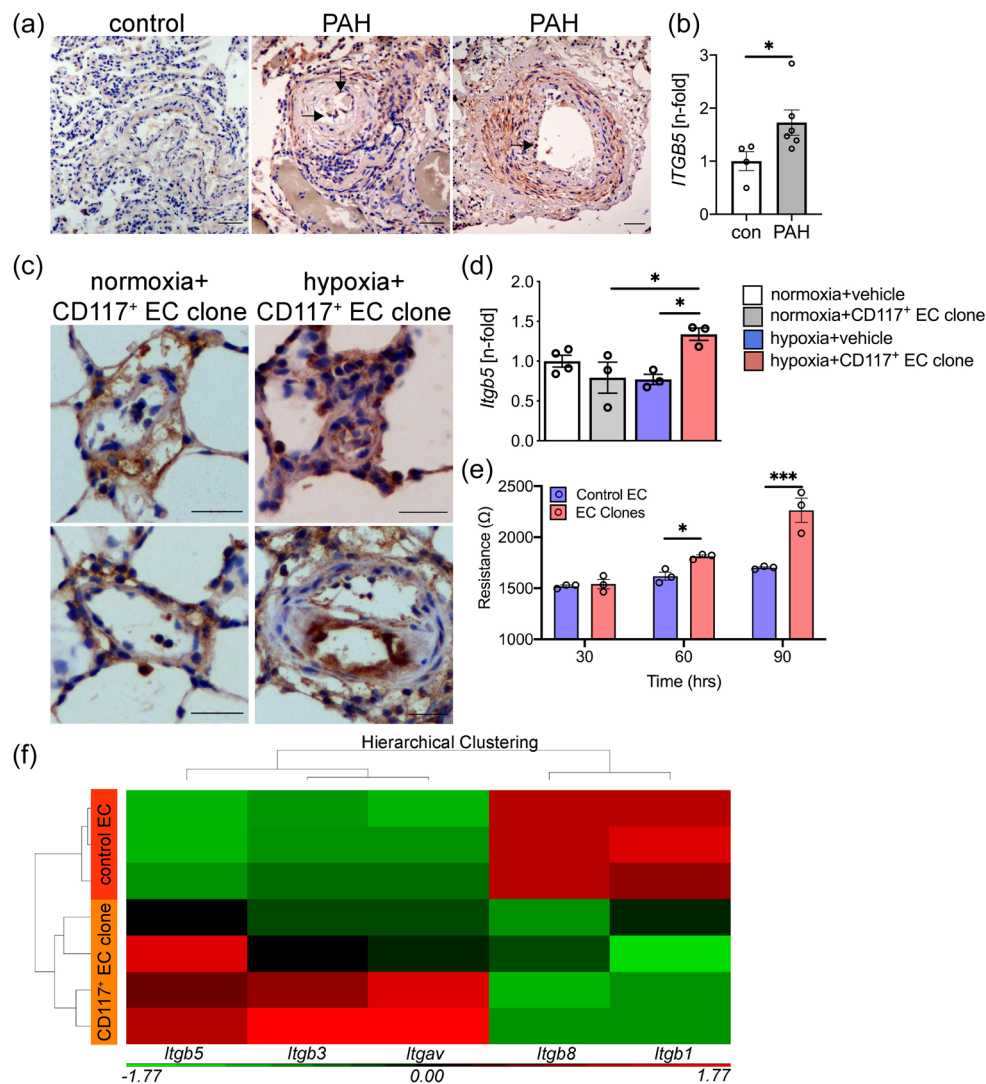 (a)
control
PAH
PAH
(b)
ITGB5 [n-fold]
3
2
1
0
*
con
PAH
(c)
normoxia+
CD117⁺ EC clone
hypoxia+
CD117⁺ EC clone
(d)
Itgb5 [n-fold]
2.0
1.5
1.0
0.5
0.0
*
*
normoxia+vehicle
normoxia+CD117⁺ EC clone
hypoxia+vehicle
hypoxia+CD117⁺ EC clone
(e)
Resistance (Ω)
2500
2000
1500
1000
Control EC
EC Clones
*
***
30
60
90
Time (hrs)
(f)
Hierarchical Clustering
control EC
CD117⁺ EC clone
Itgb5
Itgb3
Itgav
Itgb8
Itgb1
-1.77
0.00
1.77